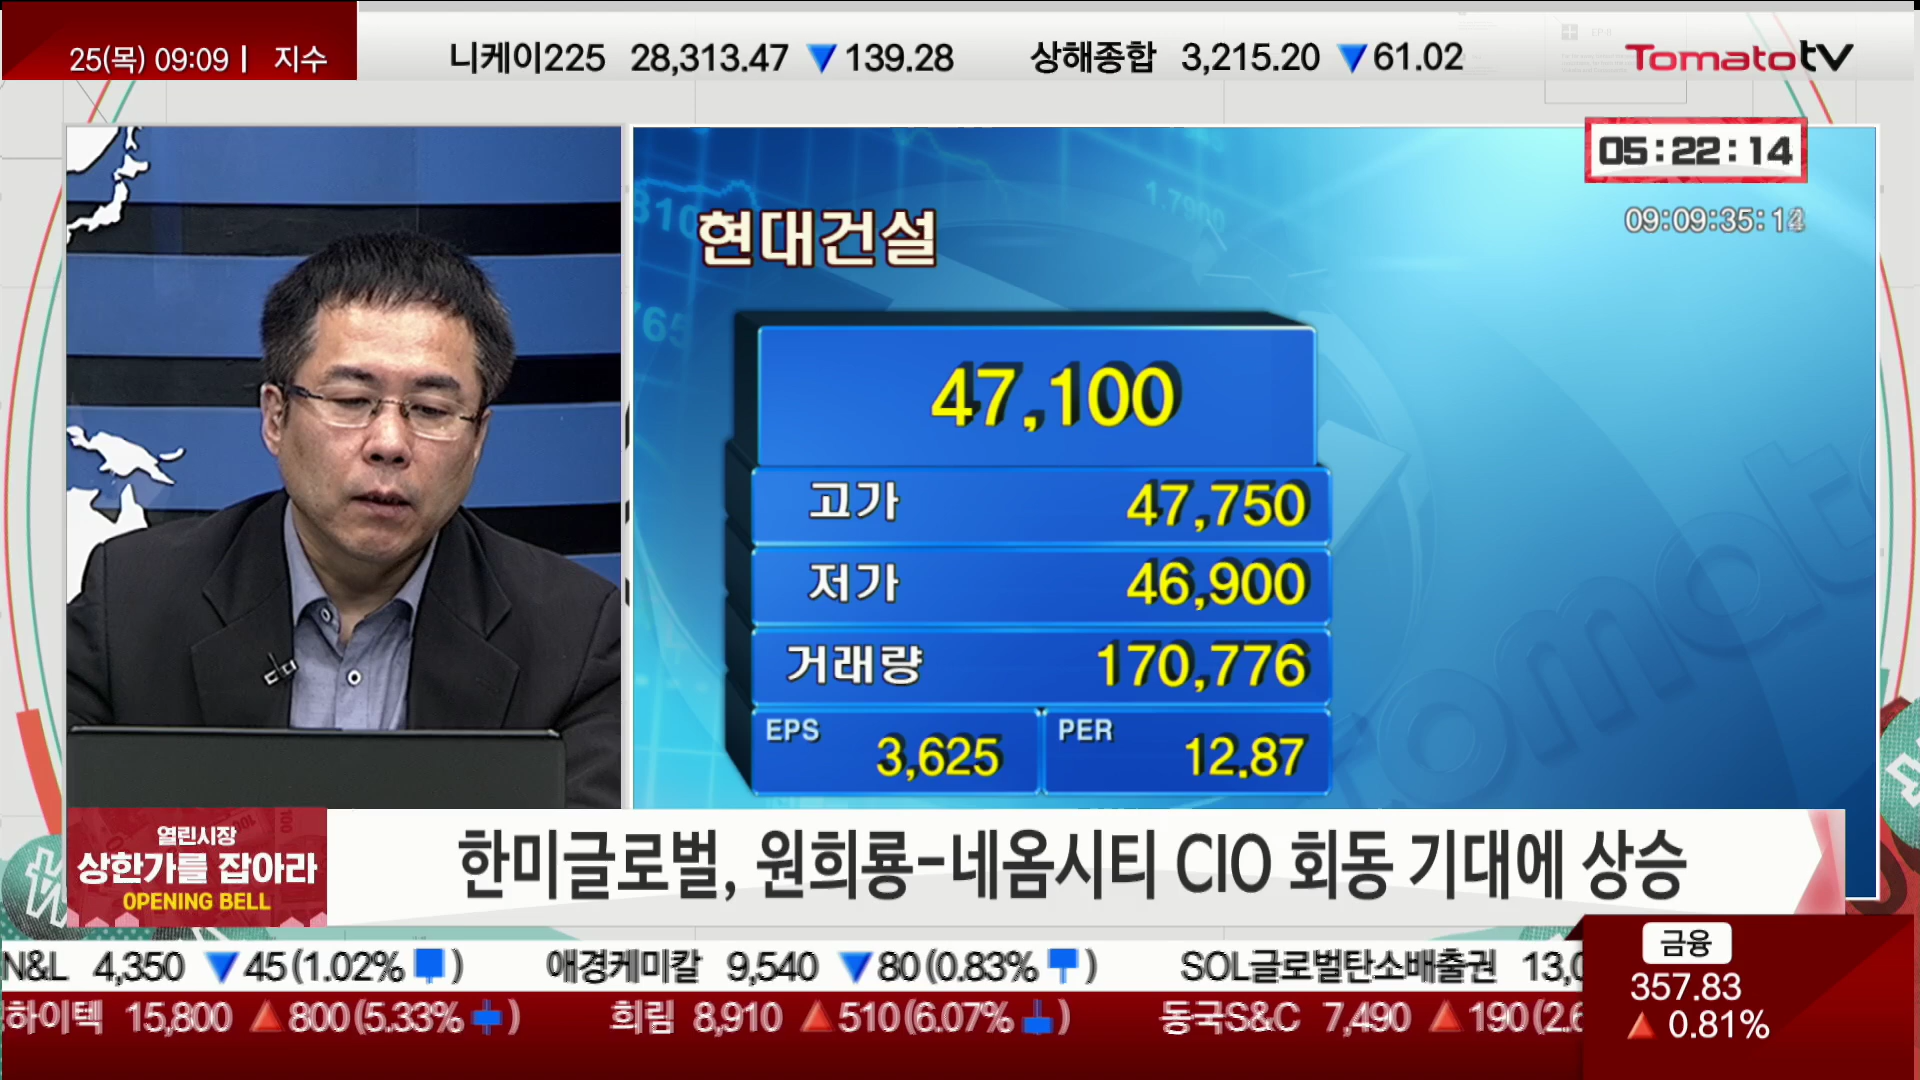 25(목) 09:09 | 지수
니케이225 28,313.47 ▼139.28 상해종합 3,215.20 ▼61.02
Tomatotv
05:22:14
09:09:35:
현대건설
47,100
고가 47,750
저가 46,900
거래량 170,776
EPS 3,625 PER 12.87
열린시장
상한가를 잡아라
OPENING BELL
한미글로벌, 원희룡-네옴시티 CIO 회동 기대에 상승
N&L 4,350 ▼45(1.02%) 애경케미칼 9,540 ▼80(0.83%) SOL글로벌탄소배출권 13,0
하이텍 15,800 ▲800(5.33%) 희림 8,910 ▲510(6.07%) 동국S&C 7,490 ▲190(2.6
금융
357.83
▲ 0.81%